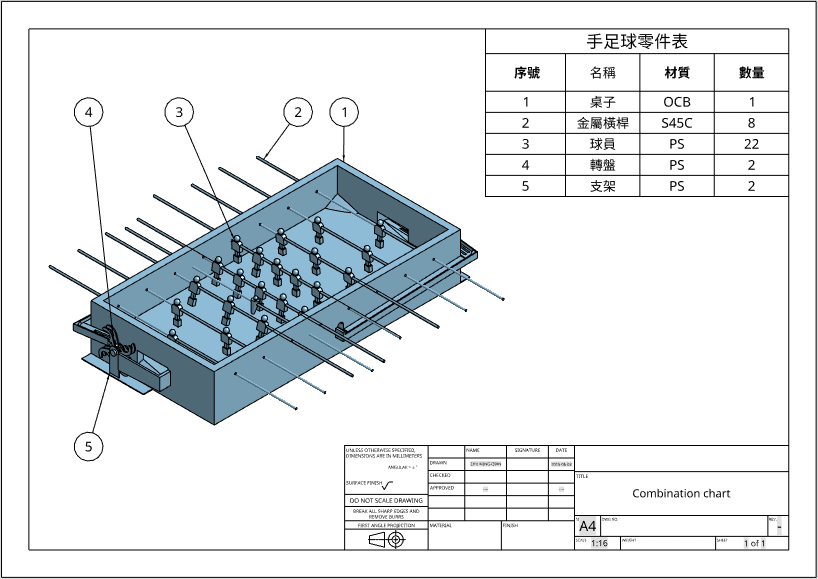 手足球零件表
序號 名稱 材質 數量
1 桌子 OCB 1
2 金屬橫桿 S45C 8
3 球員 PS 22
4 轉盤 PS 2
5 支架 PS 2
4 3 2 1
5
UNLESS OTHERWISE SPECIFIED,
DIMENSIONS ARE IN MILLIMETERS
ANGULAR = ± °
SURFACE FINISH
DO NOT SCALE DRAWING
BREAK ALL SHARP EDGES AND
REMOVE BURRS
FIRST ANGLE PROJECTION
NAME SIGNATURE DATE
DRAWN
CHECKED
APPROVED
MATERIAL FINISH
TITLE
Combination chart
A4 DWG NO. REV. -
SCALE 1:16 WEIGHT SHEET 1 of 1